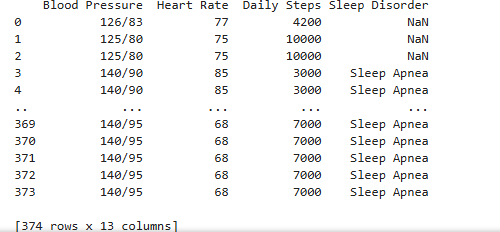 Blood Pressure  Heart Rate  Daily Steps Sleep Disorder
0           126/83          77         4200            NaN
1           125/80          75        10000            NaN
2           125/80          75        10000            NaN
3           140/90          85         3000    Sleep Apnea
4           140/90          85         3000    Sleep Apnea
..             ...         ...          ...            ...
369         140/95          68         7000    Sleep Apnea
370         140/95          68         7000    Sleep Apnea
371         140/95          68         7000    Sleep Apnea
372         140/95          68         7000    Sleep Apnea
373         140/95          68         7000    Sleep Apnea
[374 rows x 13 columns]